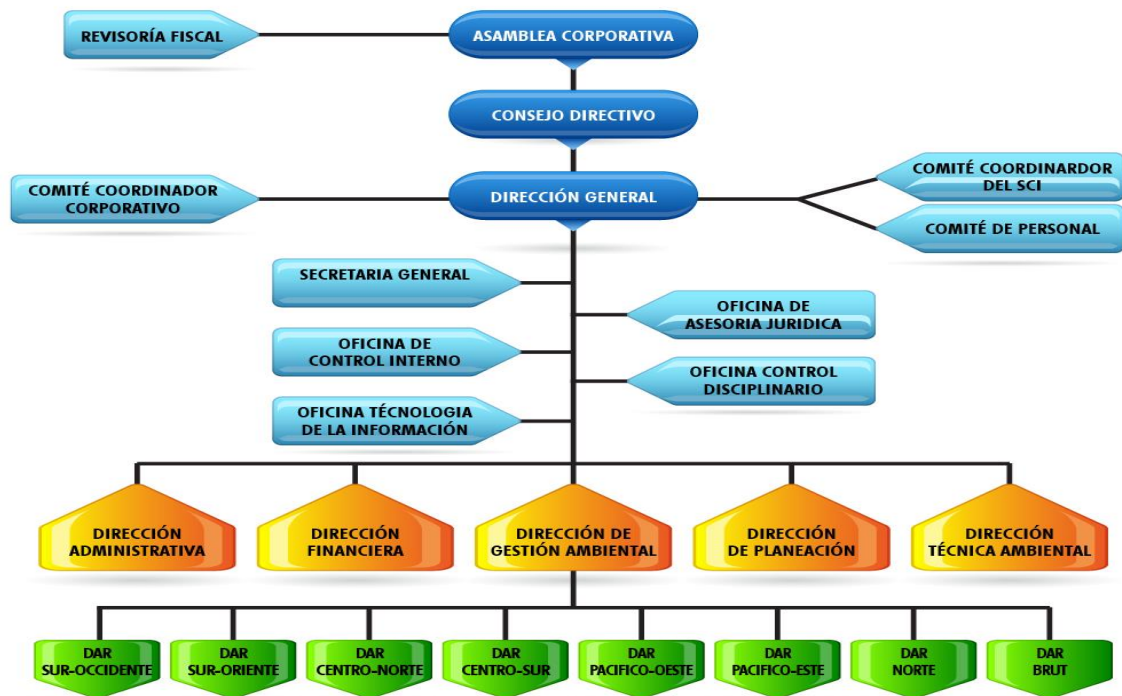 REVISORÍA FISCAL
ASAMBLEA CORPORATIVA
CONSEJO DIRECTIVO
COMITÉ COORDINADOR
CORPORATIVO
DIRECCIÓN GENERAL
COMITÉ COORDINARDOR
DEL SCI
COMITÉ DE PERSONAL
SECRETARIA GENERAL
OFICINA DE
ASESORIA JURIDICA
OFICINA DE
CONTROL INTERNO
OFICINA CONTROL
DISCIPLINARIO
OFICINA TÉCNOLOGIA
DE LA INFORMACIÓN
DIRECCIÓN
ADMINISTRATIVA
DIRECCIÓN
FINANCIERA
DIRECCIÓN DE
GESTIÓN AMBIENTAL
DIRECCIÓN
DE PLANEACIÓN
DIRECCIÓN
TÉCNICA AMBIENTAL
DAR
SUR-OCCIDENTE
DAR
SUR-ORIENTE
DAR
CENTRO-NORTE
DAR
CENTRO-SUR
DAR
PACIFICO-OESTE
DAR
PACIFICO-ESTE
DAR
NORTE
DAR
BRUT